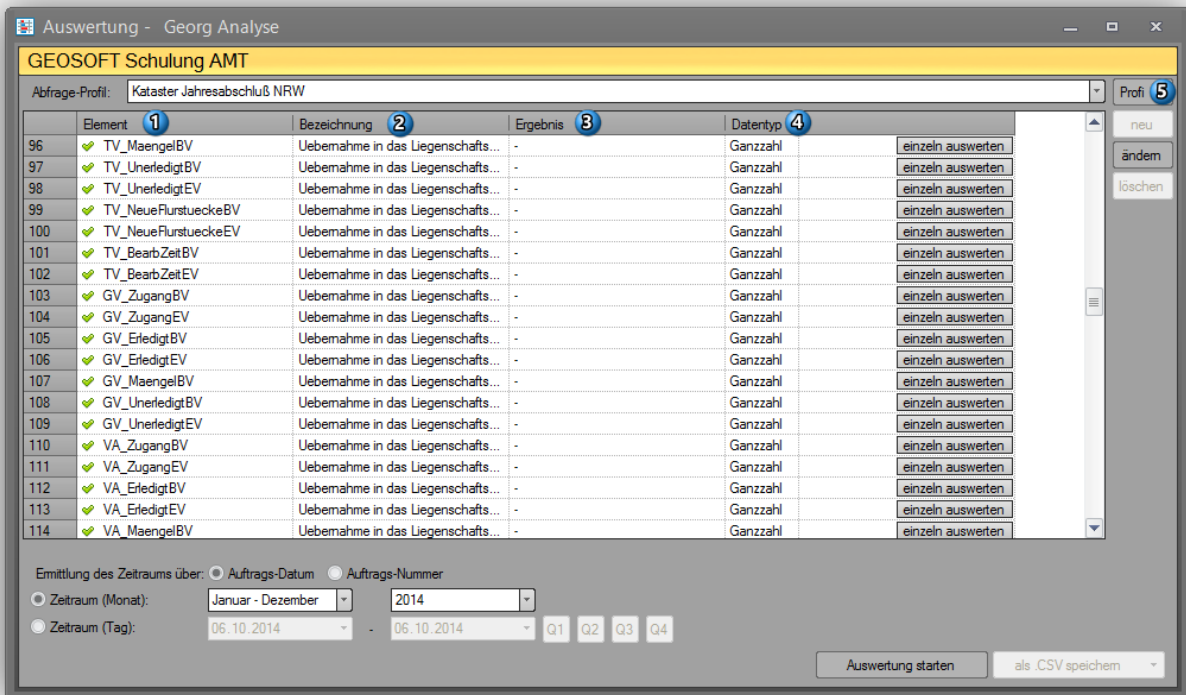 Auswertung - Georg Analyse
GEOSOFT Schulung AMT
Abfrage-Profil: Kataster Jahresabschluß NRW Profi 5
Element 1 Bezeichnung 2 Ergebnis 3 Datentyp 4 neu
96 TV_MaengelBV Uebernahme in das Liegenschafts... - Ganzzahl einzeln auswerten
ändern
97 TV_UnerledigtBV Uebernahme in das Liegenschafts... - Ganzzahl einzeln auswerten
98 TV_UnerledigtEV Uebernahme in das Liegenschafts... - Ganzzahl einzeln auswerten
löschen
99 TV_NeueFlurstueckeBV Uebernahme in das Liegenschafts... - Ganzzahl einzeln auswerten
100 TV_NeueFlurstueckeEV Uebernahme in das Liegenschafts... - Ganzzahl einzeln auswerten
101 TV_BearbZeitBV Uebernahme in das Liegenschafts... - Ganzzahl einzeln auswerten
102 TV_BearbZeitEV Uebernahme in das Liegenschafts... - Ganzzahl einzeln auswerten
103 GV_ZugangBV Uebernahme in das Liegenschafts... - Ganzzahl einzeln auswerten
104 GV_ZugangEV Uebernahme in das Liegenschafts... - Ganzzahl einzeln auswerten
105 GV_ErledigtBV Uebernahme in das Liegenschafts... - Ganzzahl einzeln auswerten
106 GV_ErledigtEV Uebernahme in das Liegenschafts... - Ganzzahl einzeln auswerten
107 GV_MaengelBV Uebernahme in das Liegenschafts... - Ganzzahl einzeln auswerten
108 GV_UnerledigtBV Uebernahme in das Liegenschafts... - Ganzzahl einzeln auswerten
109 GV_UnerledigtEV Uebernahme in das Liegenschafts... - Ganzzahl einzeln auswerten
110 VA_ZugangBV Uebernahme in das Liegenschafts... - Ganzzahl einzeln auswerten
111 VA_ZugangEV Uebernahme in das Liegenschafts... - Ganzzahl einzeln auswerten
112 VA_ErledigtBV Uebernahme in das Liegenschafts... - Ganzzahl einzeln auswerten
113 VA_ErledigtEV Uebernahme in das Liegenschafts... - Ganzzahl einzeln auswerten
114 VA_MaengelBV Uebernahme in das Liegenschafts... - Ganzzahl einzeln auswerten
Ermittlung des Zeitraums über: Auftrags-Datum Auftrags-Nummer
Zeitraum (Monat): Januar - Dezember 2014
Zeitraum (Tag): 06.10.2014 - 06.10.2014 Q1 Q2 Q3 Q4
Auswertung starten als .CSV speichern